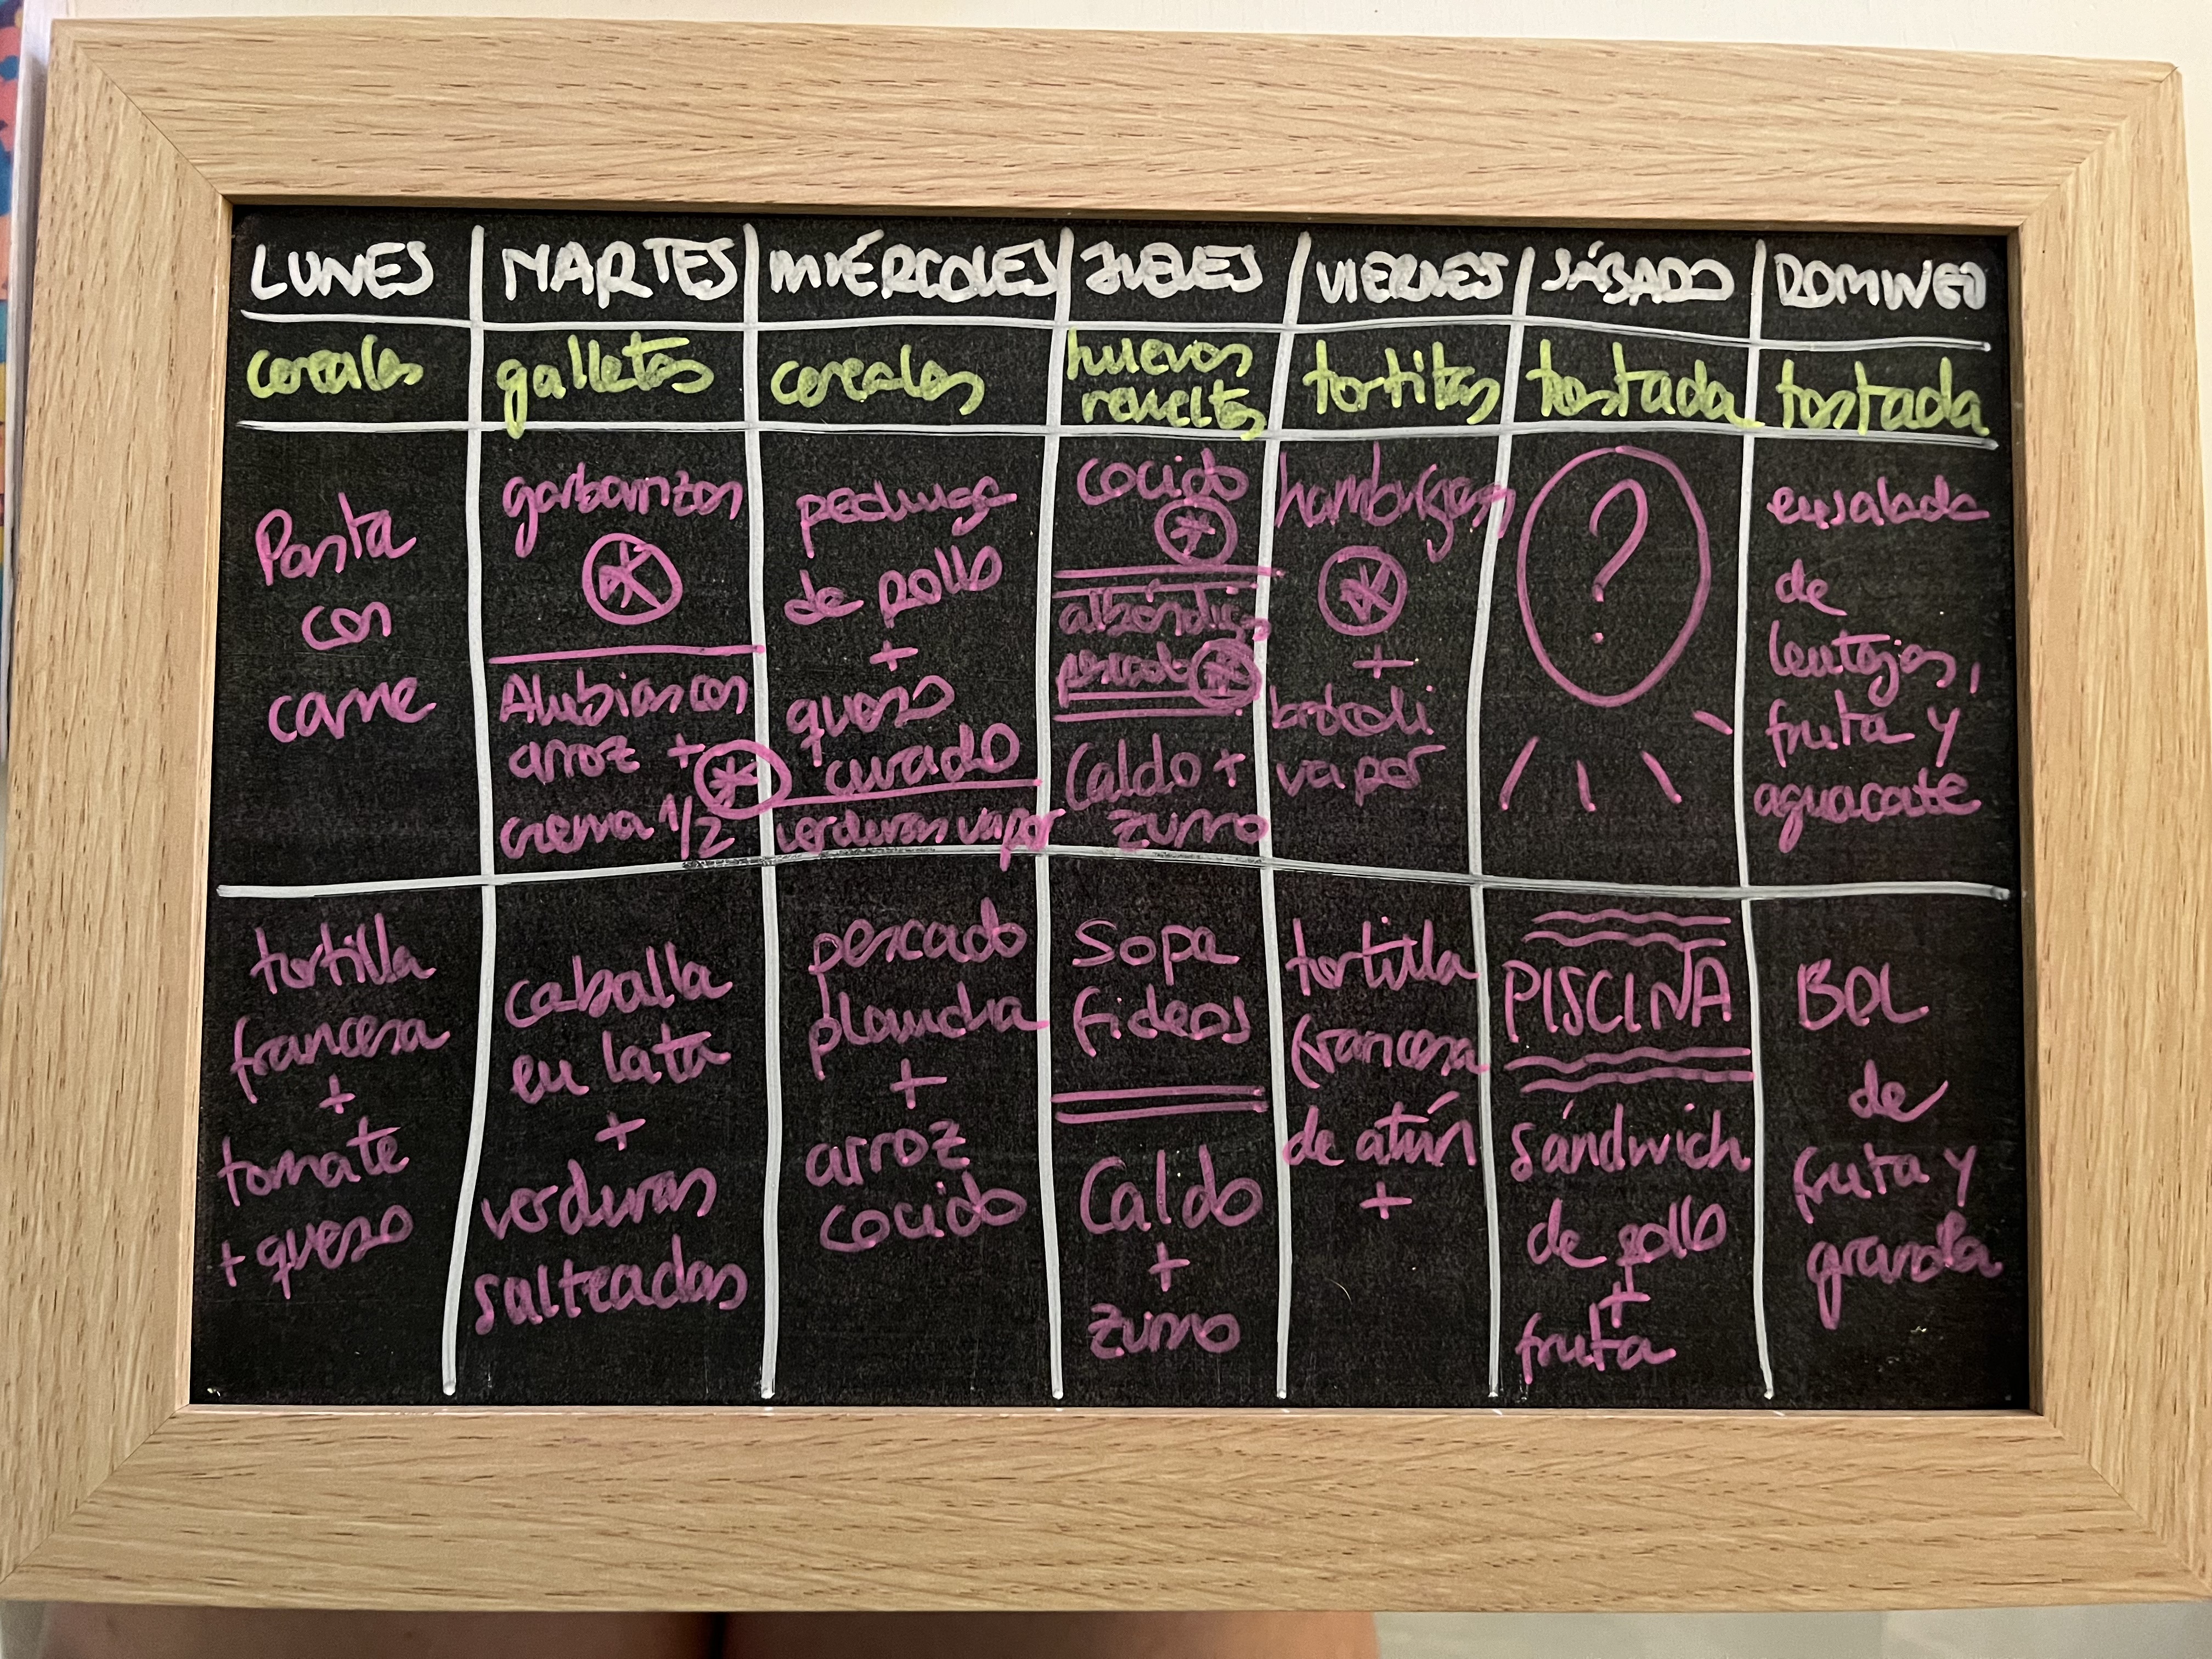 LUNES
MARTES
MIÉRCOLES
JUEVES
VIERNES
SÁBADO
DOMINGO
cereales
galletas
cereales
huevos
revueltos
tortitas
tostada
tostada
Pasta
con
carne
garbanzos
*
Alubias con
arroz +
*
crema 1/2
pechuga
de pollo
+
queso
curado
verduras vapor
cocido
*
albóndigas
pescado *
Caldo +
zumo
hamburguesa
*
+
brócoli
vapor
?
ensalada
de
lentejas,
fruta y
aguacate
tortilla
francesa
+
tomate
+ queso
caballa
en lata
+
verduras
salteadas
pescado
plancha
+
arroz
cocido
Sopa
fideos
Caldo
+
zumo
tortilla
francesa
de atún
+
PISCINA
sándwich
de pollo
+
fruta
BOL
de
fruta y
granola